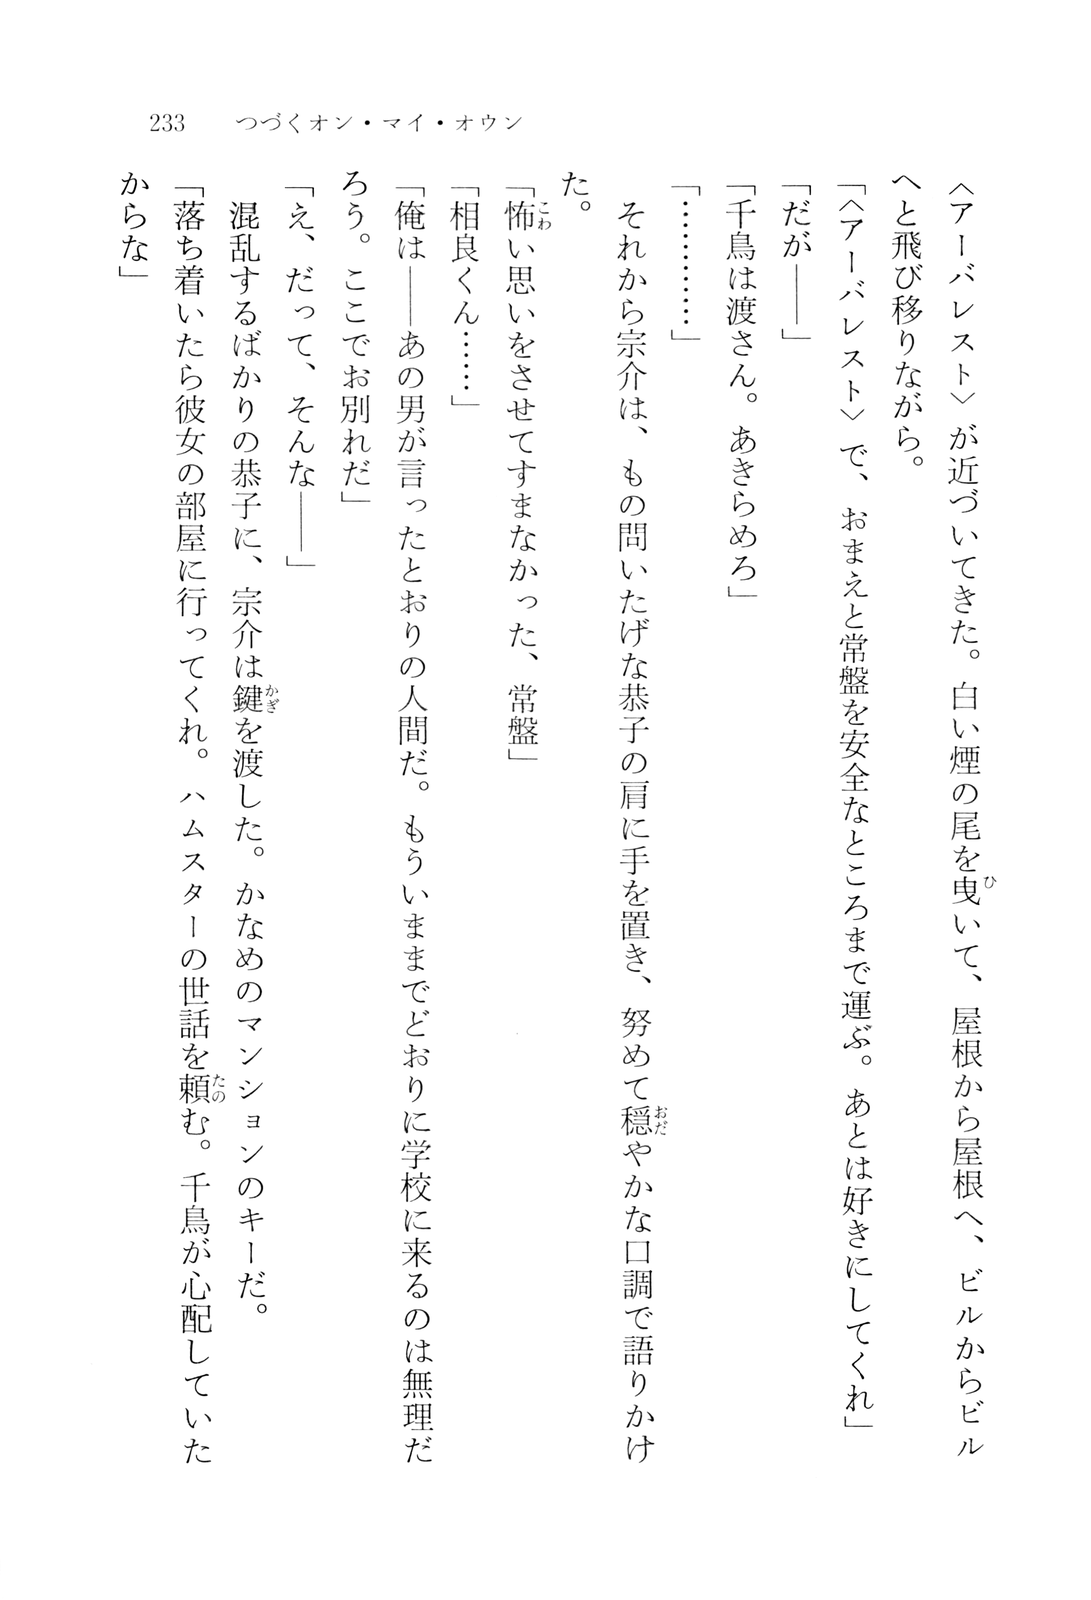 233　つづくオン・マイ・オウン
〈アーバレスト〉が近づいてきた。白い煙の尾を曳いて、屋根から屋根へ、ビルからビル
へと飛び移りながら。
「〈アーバレスト〉で、おまえと常盤を安全なところまで運ぶ。あとは好きにしてくれ」
「だが――」
「千鳥は渡さん。あきらめろ」
「…………」
　それから宗介は、もの問いたげな恭子の肩に手を置き、努めて穏やかな口調で語りかけ
た。
「怖い思いをさせてすまなかった、常盤」
「相良くん……」
「俺は――あの男が言ったとおりの人間だ。もういままでどおりに学校に来るのは無理だ
ろう。ここでお別れだ」
「え、だって、そんな――」
　混乱するばかりの恭子に、宗介は鍵を渡した。かなめのマンションのキーだ。
「落ち着いたら彼女の部屋に行ってくれ。ハムスターの世話を頼む。千鳥が心配していた
からな」